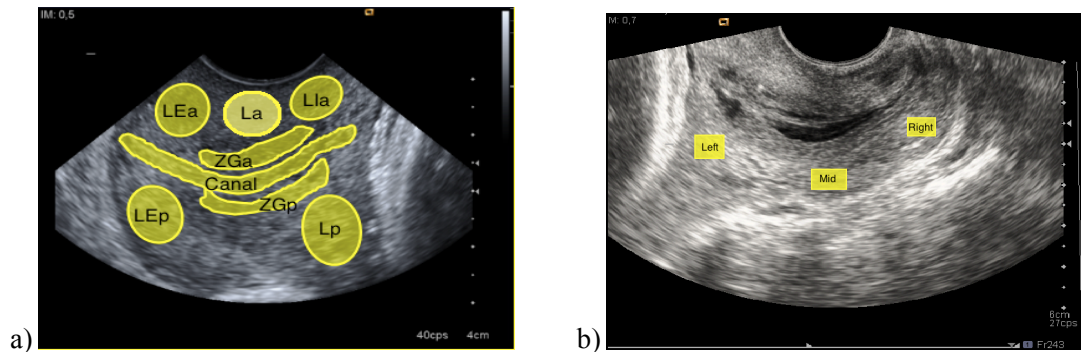 IM: 0,5
LEa
La
LIa
ZGa
Canal
ZGp
LEp
Lp
40cps 4cm
a)
M: 0,7
Left
Mid
Right
6cm
27cps
Fr243
b)